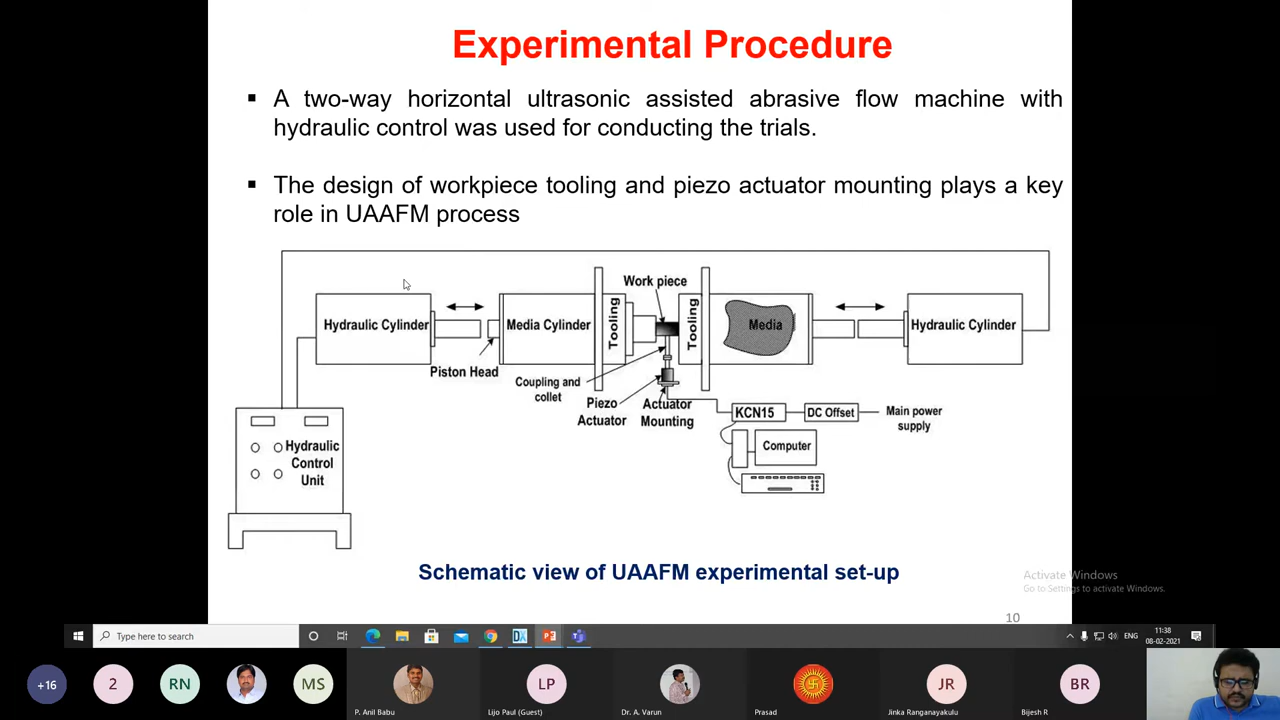 Experimental Procedure
▪ A two-way horizontal ultrasonic assisted abrasive flow machine with
hydraulic control was used for conducting the trials.
▪ The design of workpiece tooling and piezo actuator mounting plays a key
role in UAAFM process
Work piece
Hydraulic Cylinder
Media Cylinder
Tooling
Tooling
Media
Hydraulic Cylinder
Piston Head
Coupling and
collet
Piezo
Actuator
Actuator
Mounting
KCN15
DC Offset
Main power
supply
Computer
Hydraulic
Control
Unit
Schematic view of UAAFM experimental set-up
Activate Windows
Go to Settings to activate Windows.
10
Type here to search
ENG
11:38
08-02-2021
+16
2
RN
MS
P. Anil Babu
LP
Lijo Paul (Guest)
Dr. A. Varun
Prasad
JR
Jinka Ranganayakulu
BR
Bijesh R